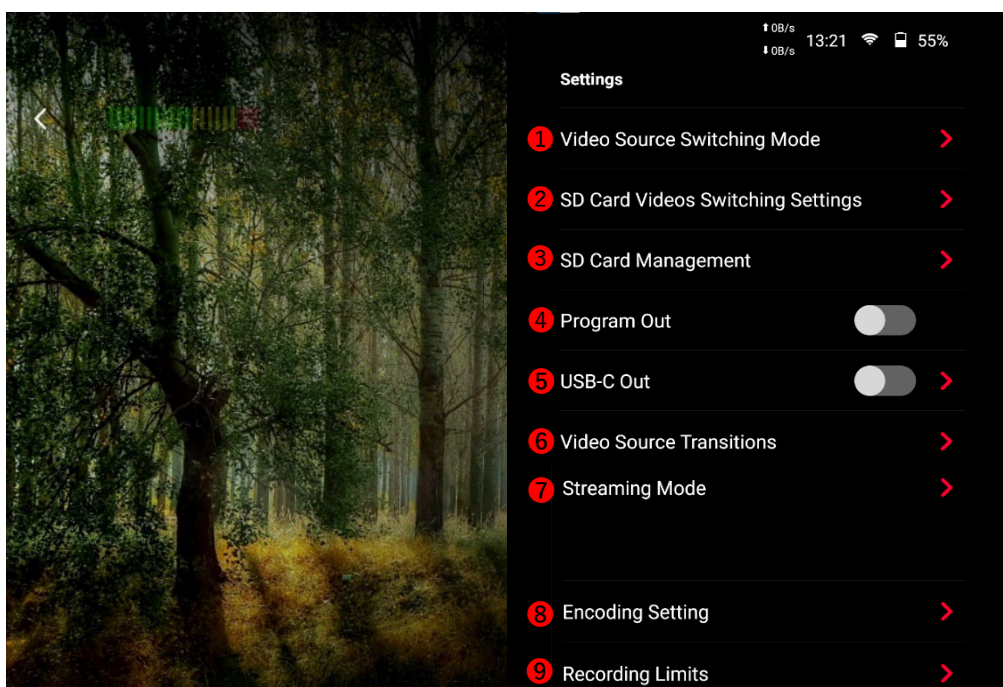 ↑ 0B/s
↓ 0B/s
13:21
55%
Settings
1 Video Source Switching Mode
2 SD Card Videos Switching Settings
3 SD Card Management
4 Program Out
5 USB-C Out
6 Video Source Transitions
7 Streaming Mode
8 Encoding Setting
9 Recording Limits